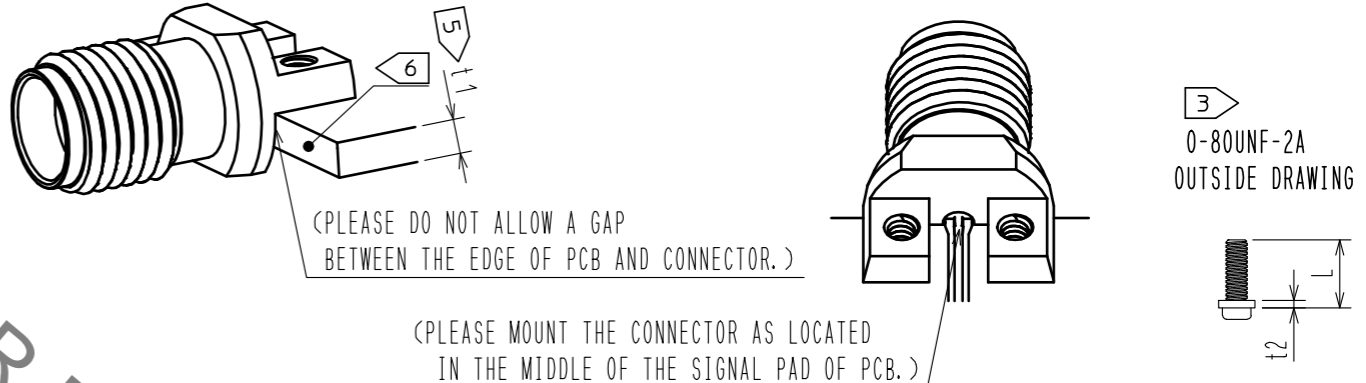 5
t1
6
(PLEASE DO NOT ALLOW A GAP
BETWEEN THE EDGE OF PCB AND CONNECTOR.)
(PLEASE MOUNT THE CONNECTOR AS LOCATED
IN THE MIDDLE OF THE SIGNAL PAD OF PCB.)
3
0-80UNF-2A
OUTSIDE DRAWING
L
t2